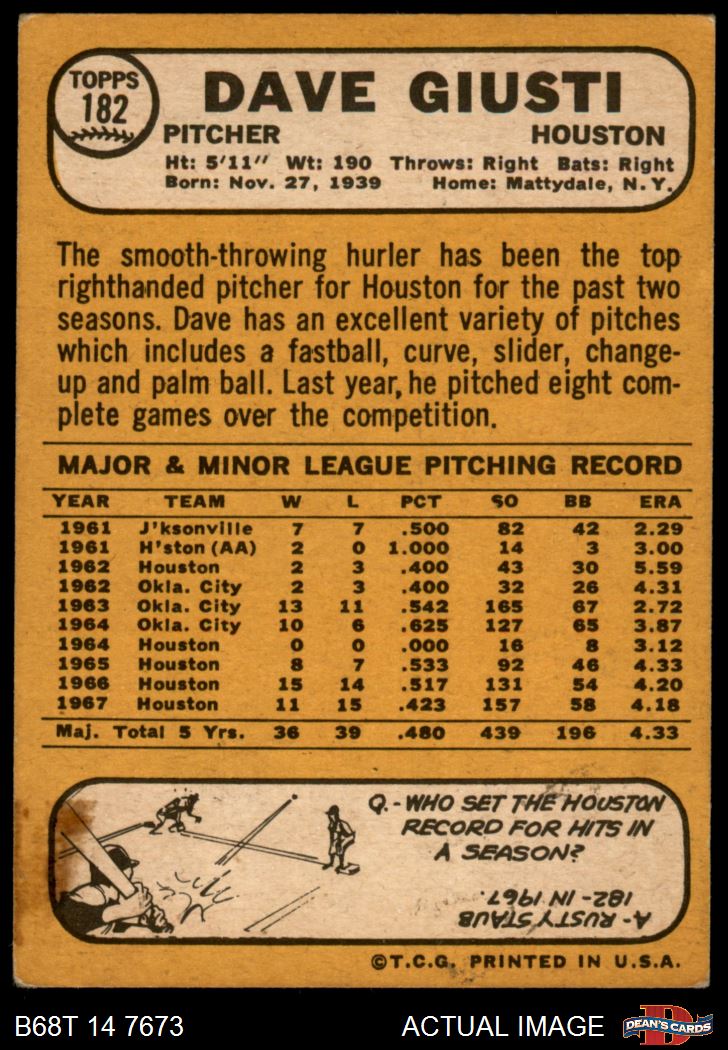 TOPPS
182
DAVE GIUSTI
PITCHER HOUSTON
Ht: 5'11" Wt: 190 Throws: Right Bats: Right
Born: Nov. 27, 1939 Home: Mattydale, N.Y.
The smooth-throwing hurler has been the top
righthanded pitcher for Houston for the past two
seasons. Dave has an excellent variety of pitches
which includes a fastball, curve, slider, change-
up and palm ball. Last year, he pitched eight com-
plete games over the competition.
MAJOR & MINOR LEAGUE PITCHING RECORD
YEAR TEAM W L PCT SO BB ERA
1961 J'ksonville 7 7 .500 82 42 2.29
1961 H'ston (AA) 2 0 1.000 14 3 3.00
1962 Houston 2 3 .400 43 30 5.59
1962 Okla. City 2 3 .400 32 26 4.31
1963 Okla. City 13 11 .542 165 67 2.72
1964 Okla. City 10 6 .625 127 65 3.87
1964 Houston 0 0 .000 16 8 3.12
1965 Houston 8 7 .533 92 46 4.33
1966 Houston 15 14 .517 131 54 4.20
1967 Houston 11 15 .423 157 58 4.18
Maj. Total 5 Yrs. 36 39 .480 439 196 4.33
Q.-WHO SET THE HOUSTON
RECORD FOR HITS IN
A SEASON?
A-RUSTY STAUB
182-IN 1967.
©T.C.G. PRINTED IN U.S.A.
B68T 14 7673 ACTUAL IMAGE
DEAN'S CARDS